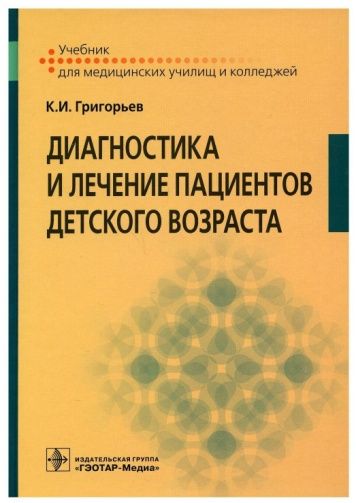 Учебник
для медицинских училищ и колледжей
К.И. Григорьев
ДИАГНОСТИКА
И ЛЕЧЕНИЕ ПАЦИЕНТОВ
ДЕТСКОГО ВОЗРАСТА
ИЗДАТЕЛЬСКАЯ ГРУППА
«ГЭОТАР-Медиа»